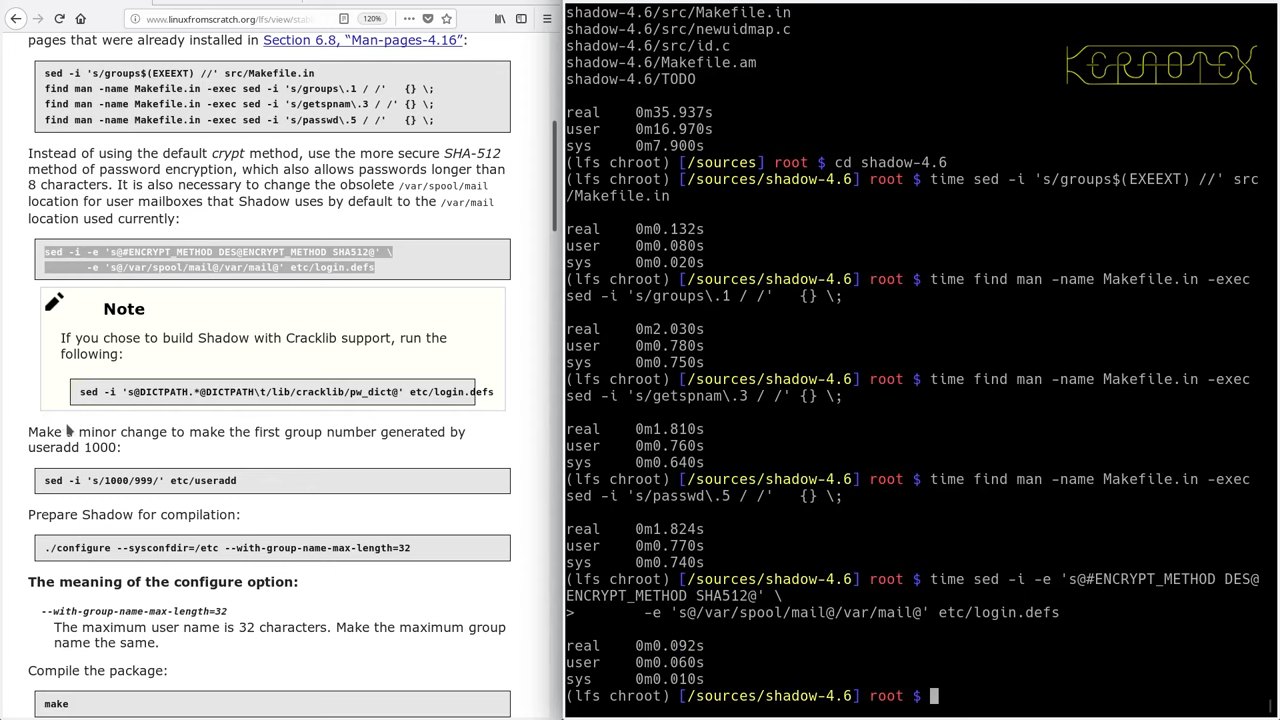 www.linuxfromscratch.org/lfs/view/stab
120%
pages that were already installed in Section 6.8, “Man-pages-4.16”:
sed -i 's/groups$(EXEEXT) //' src/Makefile.in
find man -name Makefile.in -exec sed -i 's/groups\.1 / /'   {} \;
find man -name Makefile.in -exec sed -i 's/getspnam\.3 / /' {} \;
find man -name Makefile.in -exec sed -i 's/passwd\.5 / /'   {} \;
Instead of using the default crypt method, use the more secure SHA-512
method of password encryption, which also allows passwords longer than
8 characters. It is also necessary to change the obsolete /var/spool/mail
location for user mailboxes that Shadow uses by default to the /var/mail
location used currently:
sed -i -e 's@#ENCRYPT_METHOD DES@ENCRYPT_METHOD SHA512@' \
       -e 's@/var/spool/mail@/var/mail@' etc/login.defs
Note
If you chose to build Shadow with Cracklib support, run the
following:
sed -i 's@DICTPATH.*@DICTPATH\t/lib/cracklib/pw_dict@' etc/login.defs
Make a minor change to make the first group number generated by
useradd 1000:
sed -i 's/1000/999/' etc/useradd
Prepare Shadow for compilation:
./configure --sysconfdir=/etc --with-group-name-max-length=32
The meaning of the configure option:
--with-group-name-max-length=32
The maximum user name is 32 characters. Make the maximum group
name the same.
Compile the package:
make
shadow-4.6/src/Makefile.in
shadow-4.6/src/newuidmap.c
shadow-4.6/src/id.c
shadow-4.6/Makefile.am
shadow-4.6/TODO
real    0m35.937s
user    0m16.970s
sys     0m7.900s
(lfs chroot) [/sources] root $ cd shadow-4.6
(lfs chroot) [/sources/shadow-4.6] root $ time sed -i 's/groups$(EXEEXT) //' src
/Makefile.in
real    0m0.132s
user    0m0.080s
sys     0m0.020s
(lfs chroot) [/sources/shadow-4.6] root $ time find man -name Makefile.in -exec
sed -i 's/groups\.1 / /'   {} \;
real    0m2.030s
user    0m0.780s
sys     0m0.750s
(lfs chroot) [/sources/shadow-4.6] root $ time find man -name Makefile.in -exec
sed -i 's/getspnam\.3 / /' {} \;
real    0m1.810s
user    0m0.760s
sys     0m0.640s
(lfs chroot) [/sources/shadow-4.6] root $ time find man -name Makefile.in -exec
sed -i 's/passwd\.5 / /'   {} \;
real    0m1.824s
user    0m0.770s
sys     0m0.740s
(lfs chroot) [/sources/shadow-4.6] root $ time sed -i -e 's@#ENCRYPT_METHOD DES@
ENCRYPT_METHOD SHA512@' \
>        -e 's@/var/spool/mail@/var/mail@' etc/login.defs
real    0m0.092s
user    0m0.060s
sys     0m0.010s
(lfs chroot) [/sources/shadow-4.6] root $